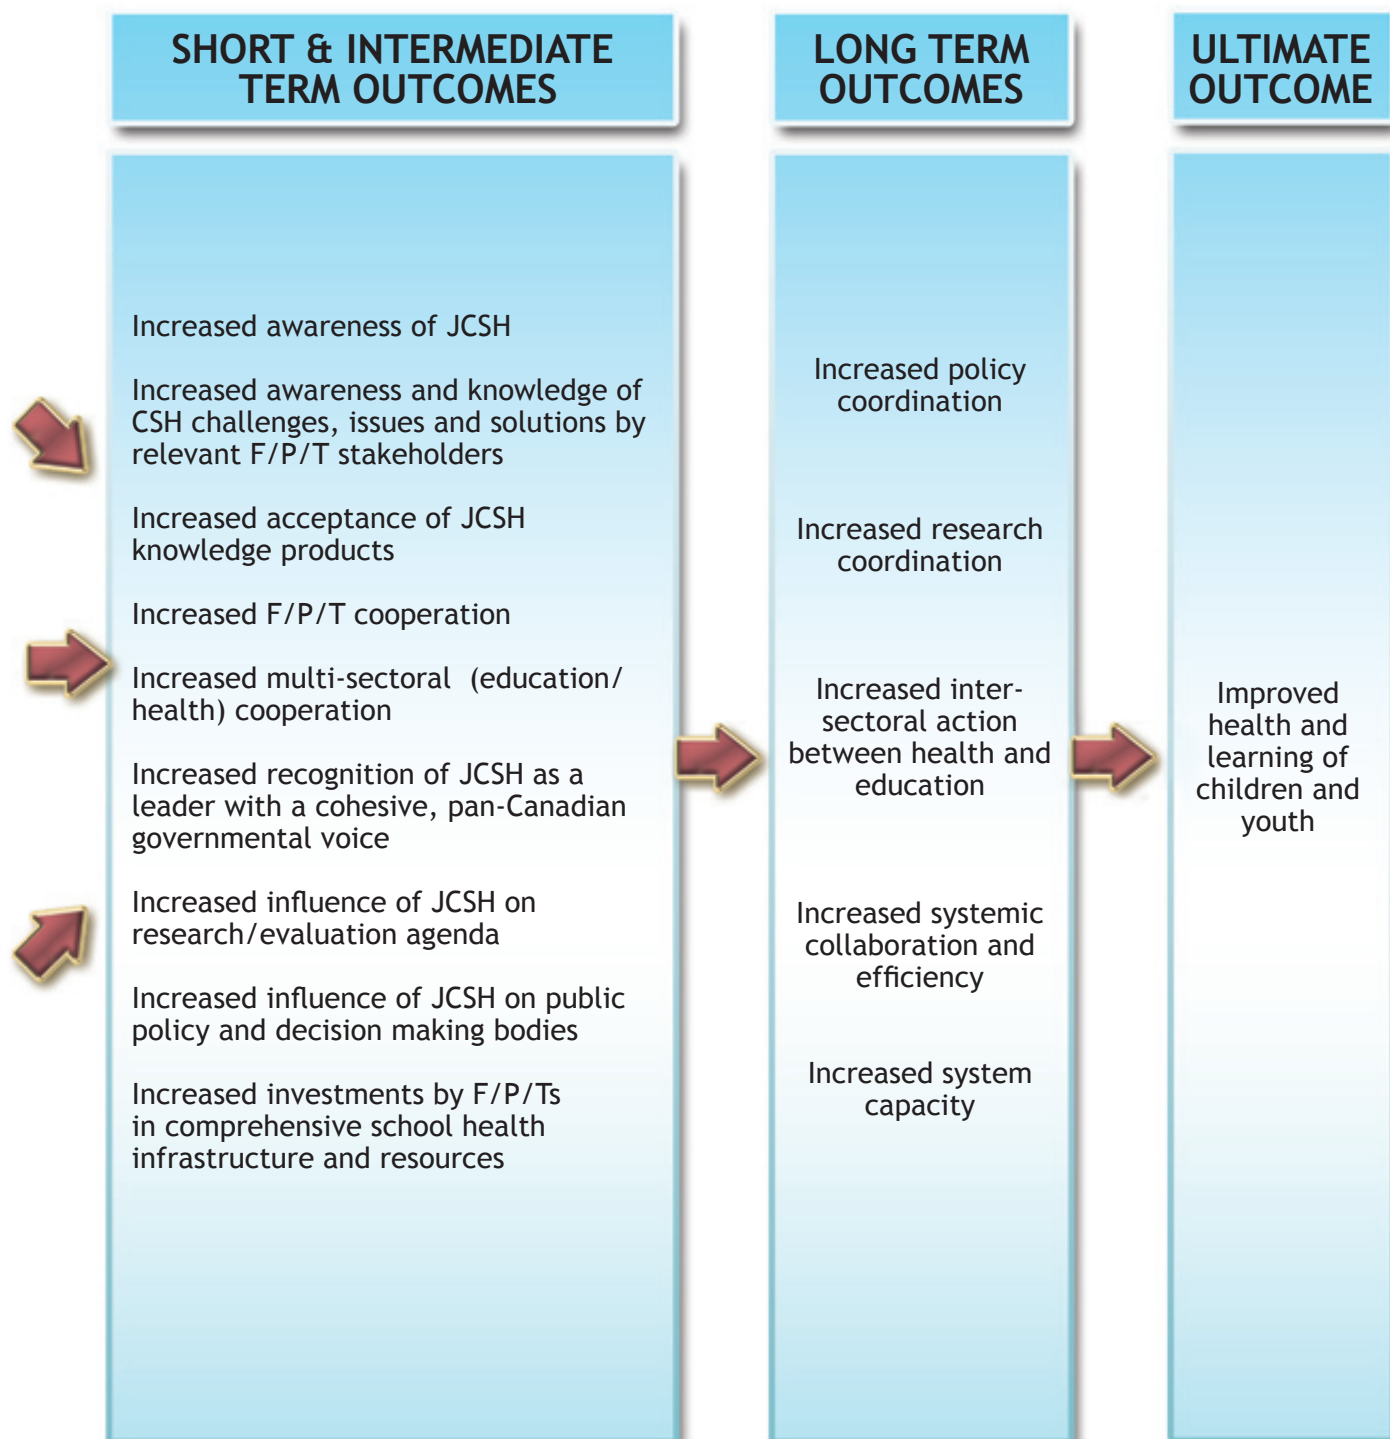 SHORT & INTERMEDIATE
TERM OUTCOMES
Increased awareness of JCSH
Increased awareness and knowledge of
CSH challenges, issues and solutions by
relevant F/P/T stakeholders
Increased acceptance of JCSH
knowledge products
Increased F/P/T cooperation
Increased multi-sectoral (education/
health) cooperation
Increased recognition of JCSH as a
leader with a cohesive, pan-Canadian
governmental voice
Increased influence of JCSH on
research/evaluation agenda
Increased influence of JCSH on public
policy and decision making bodies
Increased investments by F/P/Ts
in comprehensive school health
infrastructure and resources
LONG TERM
OUTCOMES
Increased policy
coordination
Increased research
coordination
Increased inter-
sectoral action
between health and
education
Increased systemic
collaboration and
efficiency
Increased system
capacity
ULTIMATE
OUTCOME
Improved
health and
learning of
children and
youth